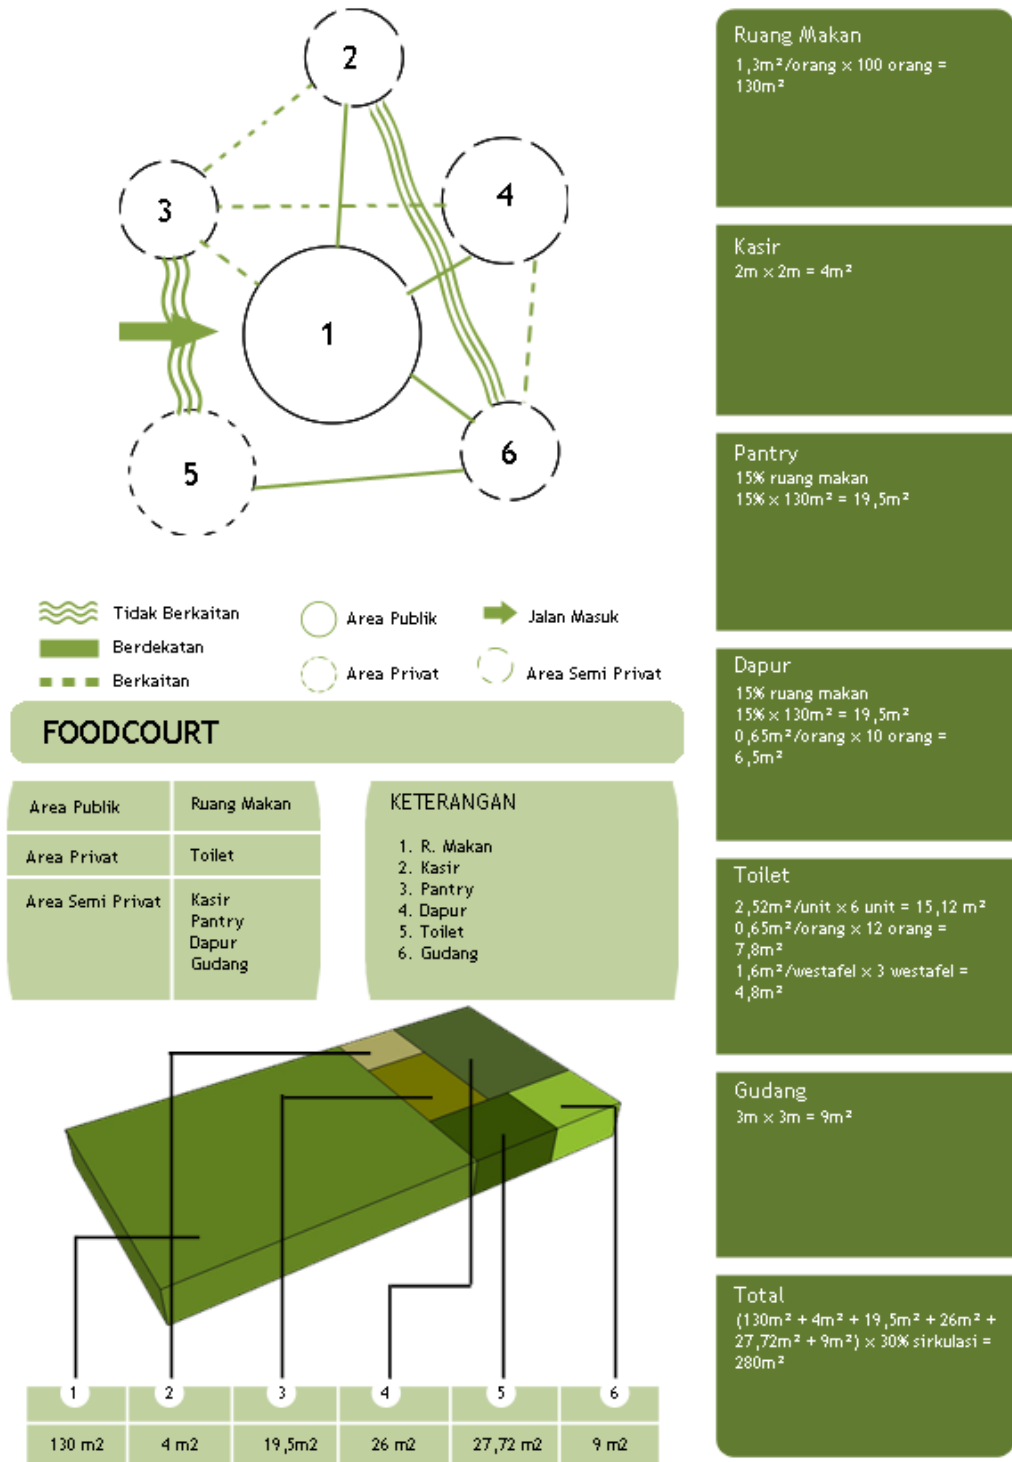 2
3
4
1
5
6
Tidak Berkaitan
Berdekatan
Berkaitan
Area Publik
Area Privat
Jalan Masuk
Area Semi Privat
FOODCOURT
Area Publik
Ruang Makan
Area Privat
Toilet
Area Semi Privat
Kasir
Pantry
Dapur
Gudang
KETERANGAN
1. R. Makan
2. Kasir
3. Pantry
4. Dapur
5. Toilet
6. Gudang
1
2
3
4
5
6
130 m2
4 m2
19,5m2
26 m2
27,72 m2
9 m2
Ruang Makan
1,3m²/orang x 100 orang =
130m²
Kasir
2m x 2m = 4m²
Pantry
15% ruang makan
15% x 130m² = 19,5m²
Dapur
15% ruang makan
15% x 130m² = 19,5m²
0,65m²/orang x 10 orang =
6,5m²
Toilet
2,52m²/unit x 6 unit = 15,12 m²
0,65m²/orang x 12 orang =
7,8m²
1,6m²/westafel x 3 westafel =
4,8m²
Gudang
3m x 3m = 9m²
Total
(130m² + 4m² + 19,5m² + 26m² +
27,72m² + 9m²) x 30% sirkulasi =
280m²